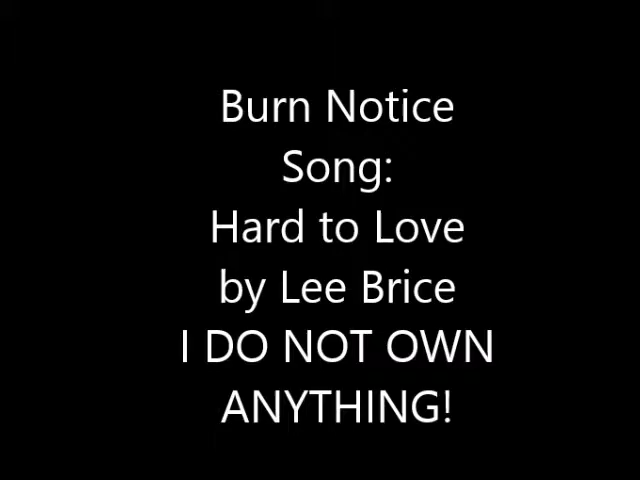 Burn Notice
Song:
Hard to Love
by Lee Brice
I DO NOT OWN
ANYTHING!